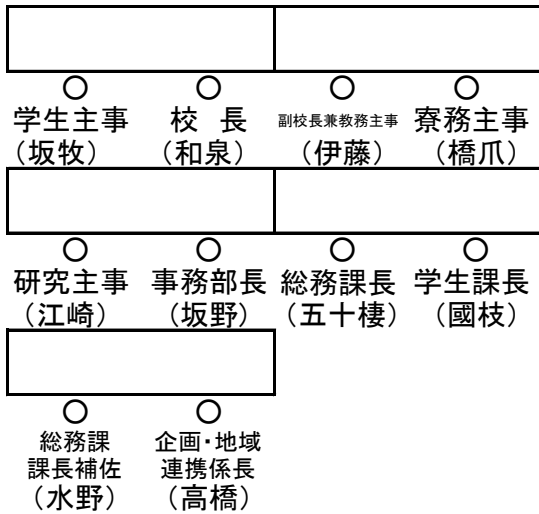 ○ ○ ○ ○
学生主事 校 長 副校長兼教務主事 寮務主事
（坂牧） （和泉） （伊藤） （橋爪）
○ ○ ○ ○
研究主事 事務部長 総務課長 学生課長
（江崎） （坂野） （五十棲） （國枝）
○ ○
総務課 企画・地域
課長補佐 連携係長
（水野） （高橋）